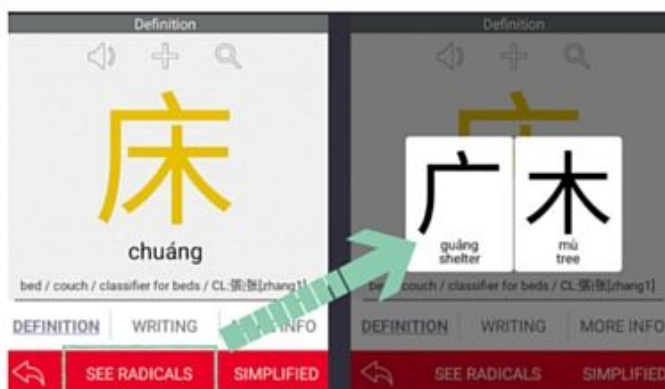 Definition
床
chuáng
bed / couch / classifier for beds / CL:張|张[zhang1]
DEFINITION WRITING INFO
SEE RADICALS SIMPLIFIED
Definition
广 木
guǎng mù
shelter tree
couch / classifier for beds / CL:張|张[zhang1]
DEFINITION WRITING MORE INFO
SEE RADICALS SIMPLIFIED